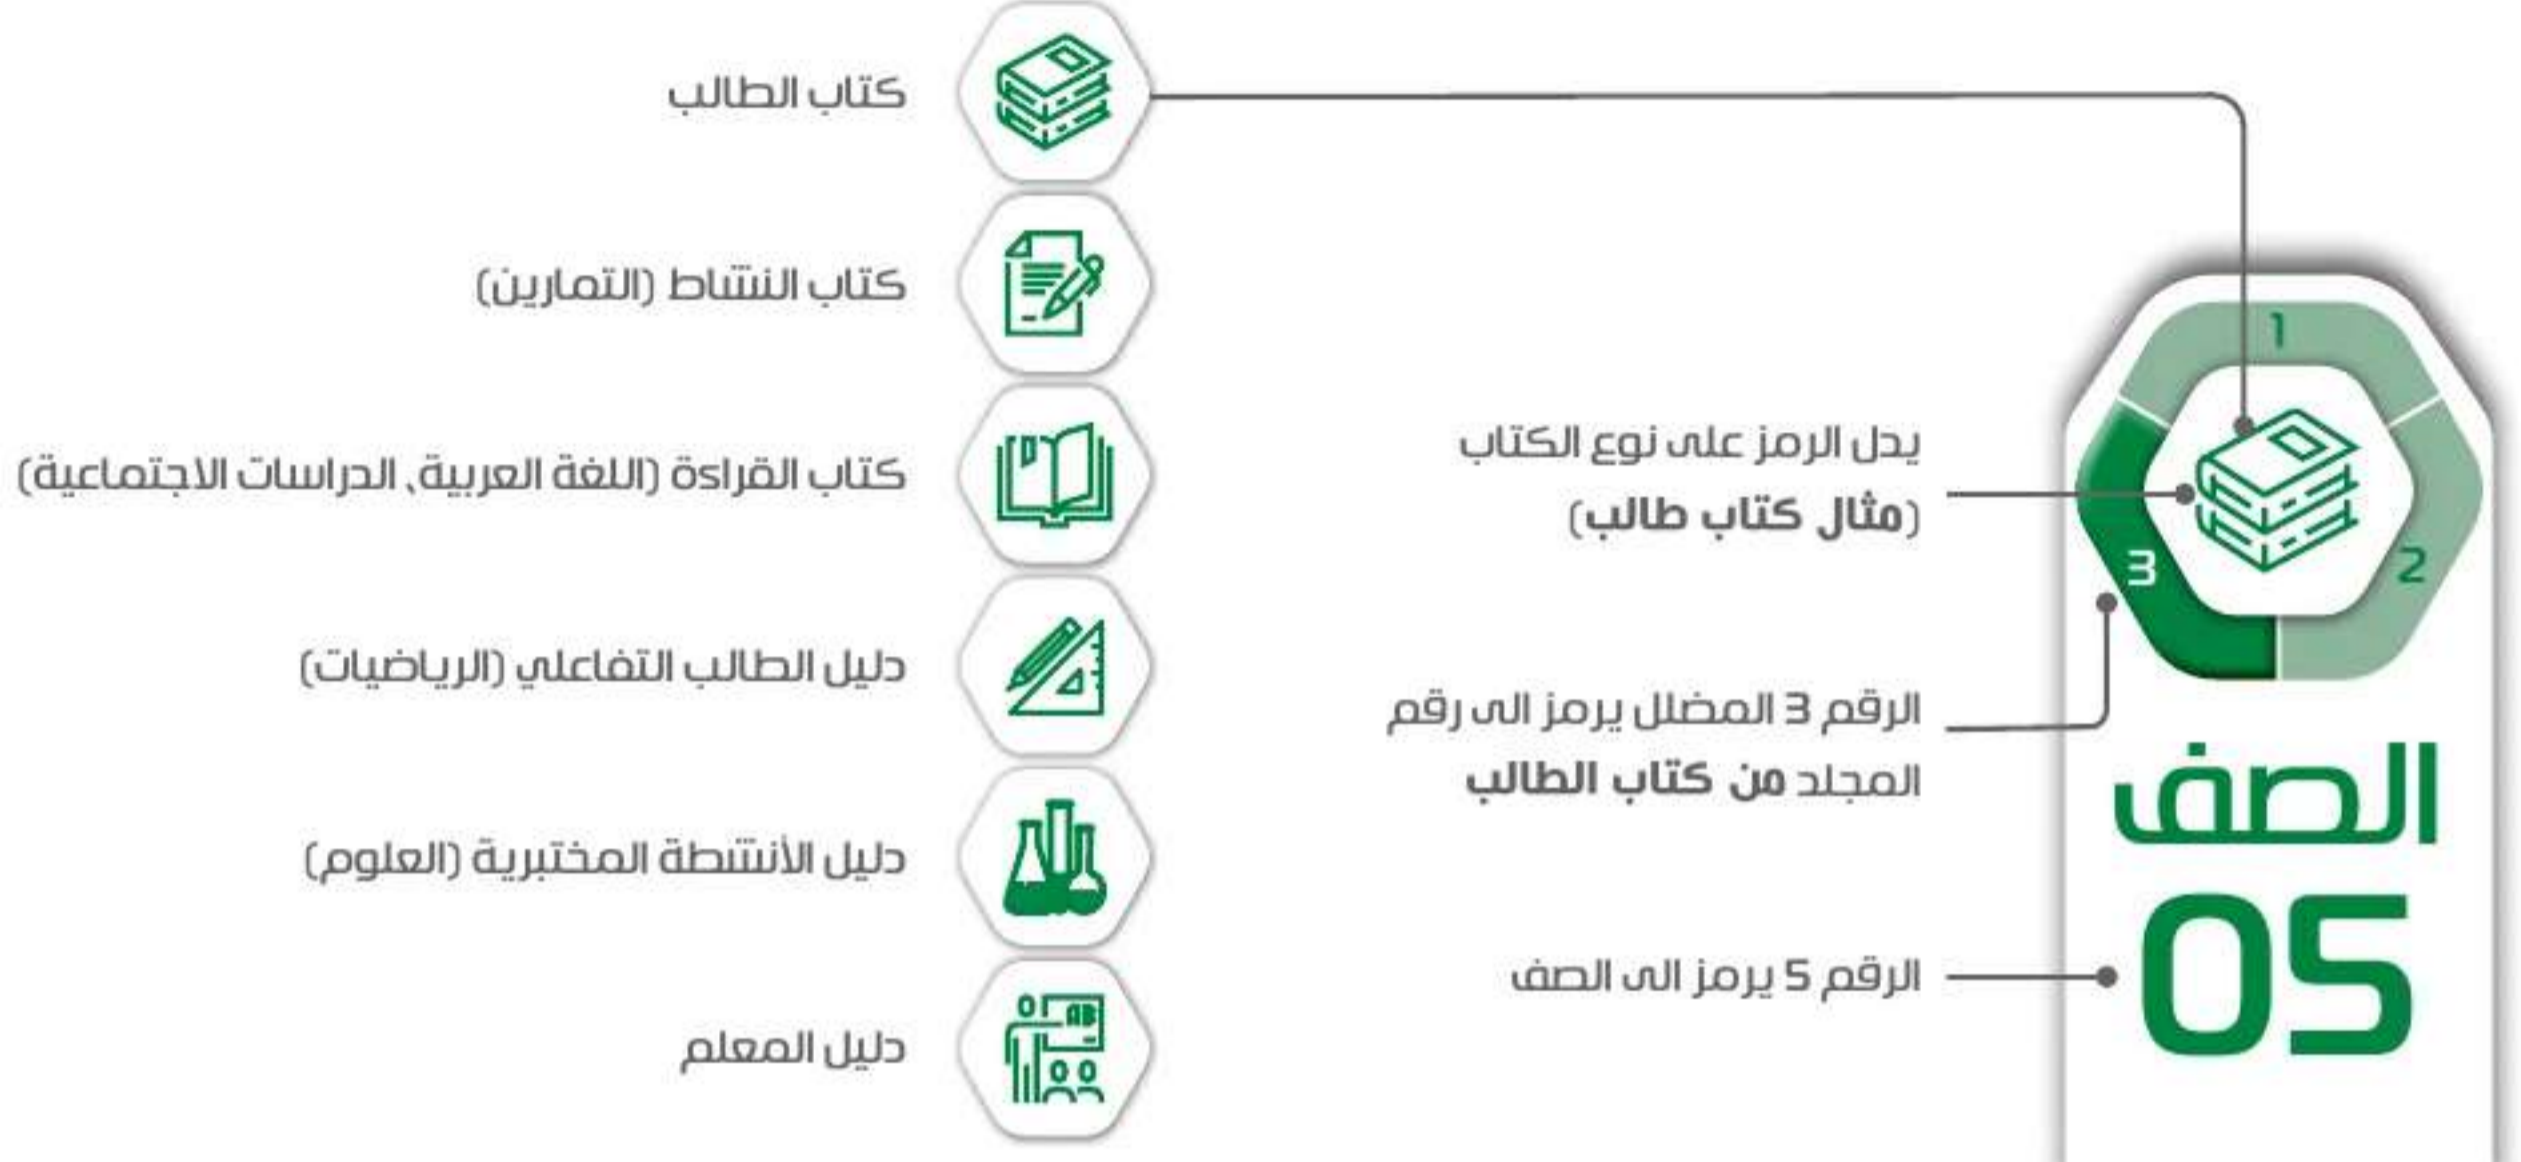 1
2
3
الصف
05
يدل الرمز على نوع الكتاب
(مثال كتاب طالب)
الرقم 3 المضلل يرمز الى رقم
المجلد من كتاب الطالب
الرقم 5 يرمز الى الصف
كتاب الطالب
كتاب النشاط (التمارين)
كتاب القراءة (اللغة العربية، الدراسات الاجتماعية)
دليل الطالب التفاعلي (الرياضيات)
دليل الأنشطة المختبرية (العلوم)
دليل المعلم
AB